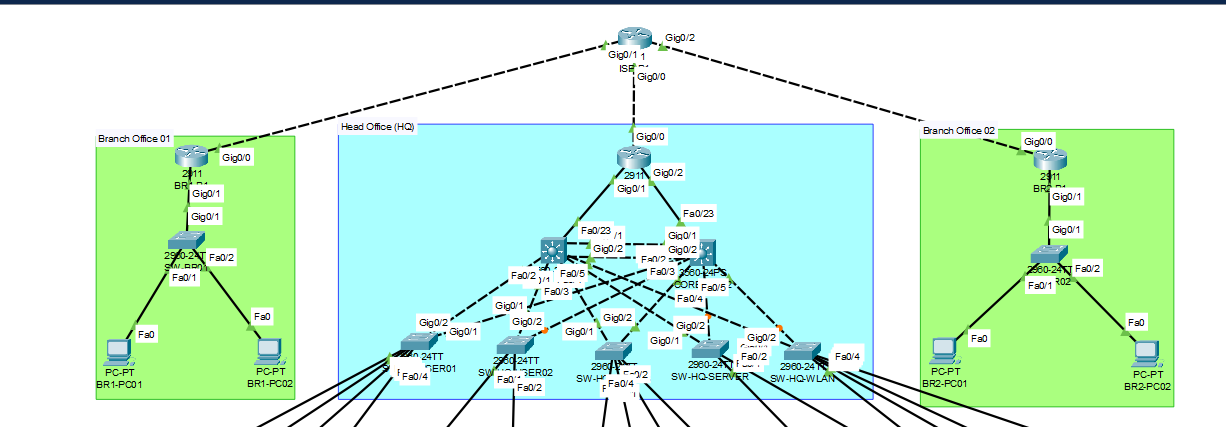 Gig0/2
Gig0/1
Gig0/0
Head Office (HQ)
Branch Office 01
Branch Office 02
Gig0/0
Gig0/0
Gig0/0
2911
Gig0/1
Gig0/1
2911
Gig0/2
Gig0/1
2911
Gig0/1
Gig0/1
Fa0/2
Fa0/1
Fa0/23
Fa0/23
Gig0/2
Gig0/1
Gig0/2
Fa0/2
Fa0/5
Fa0/3
Fa0/3
Fa0/5
Fa0/4
Fa0/2
Fa0/1
Gig0/1
Gig0/2
Gig0/1
Gig0/2
Gig0/1
Gig0/2
Gig0/1
Gig0/2
Gig0/2
Fa0
Fa0
PC-PT
BR1-PC01
PC-PT
BR1-PC02
Fa0/4
Fa0/2
Fa0/4
SW-HQ-SERVER
Fa0/2
SW-HQ-WLAN
Fa0/4
Fa0
Fa0
PC-PT
BR2-PC01
PC-PT
BR2-PC02